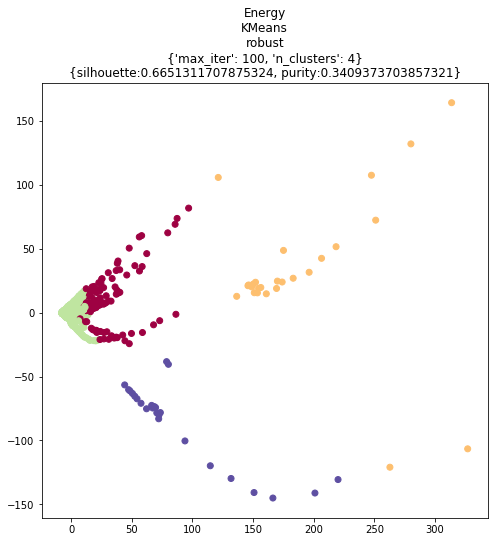 Energy
KMeans
robust
{'max_iter': 100, 'n_clusters': 4}
{silhouette:0.6651311707875324, purity:0.3409373703857321}
150
100
50
0
−50
−100
−150
0 50 100 150 200 250 300